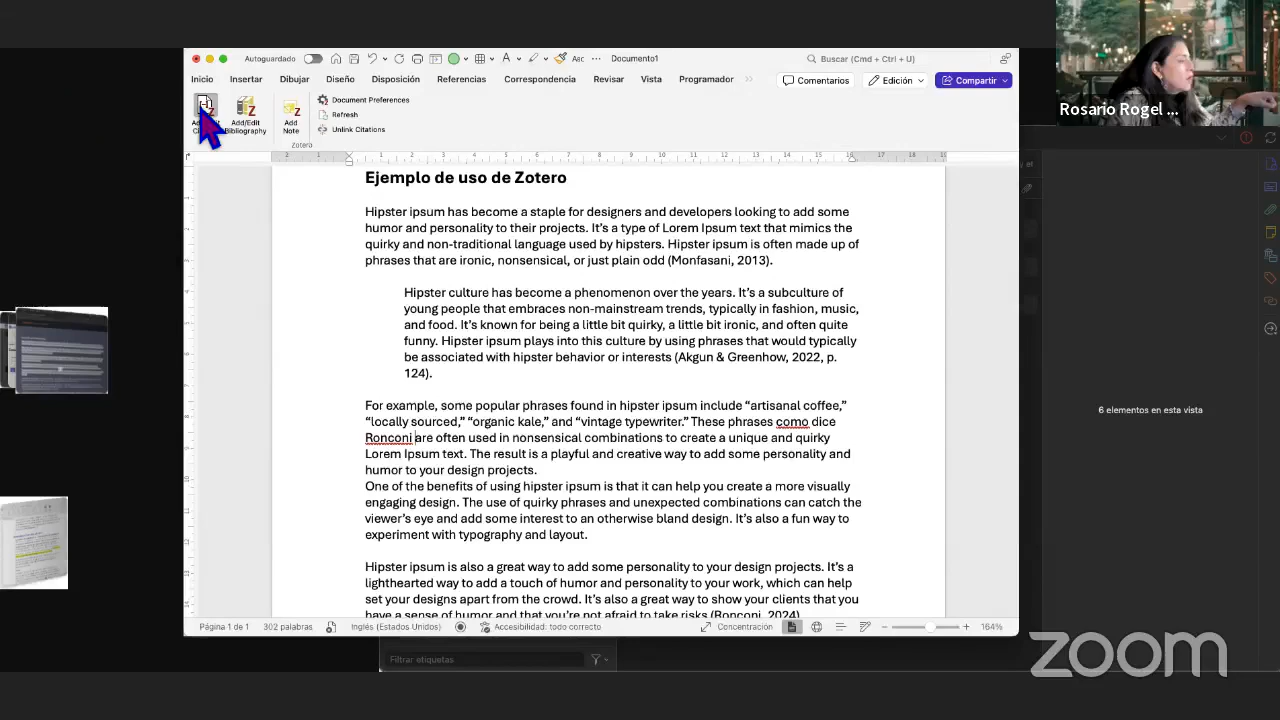 Rosario Rogel ...
Autoguardado
Documento1
Buscar (Cmd + Ctrl + U)
Inicio Insertar Dibujar Diseño Disposición Referencias Correspondencia Revisar Vista Programador
Comentarios Edición Compartir
Add/Edit Bibliography
Add Note
Document Preferences
Refresh
Unlink Citations
Zotero
Ejemplo de uso de Zotero
Hipster ipsum has become a staple for designers and developers looking to add some
humor and personality to their projects. It's a type of Lorem Ipsum text that mimics the
quirky and non-traditional language used by hipsters. Hipster ipsum is often made up of
phrases that are ironic, nonsensical, or just plain odd (Monfasani, 2013).
Hipster culture has become a phenomenon over the years. It's a subculture of
young people that embraces non-mainstream trends, typically in fashion, music,
and food. It's known for being a little bit quirky, a little bit ironic, and often quite
funny. Hipster ipsum plays into this culture by using phrases that would typically
be associated with hipster behavior or interests (Akgun & Greenhow, 2022, p.
124).
For example, some popular phrases found in hipster ipsum include “artisanal coffee,”
“locally sourced,” “organic kale,” and “vintage typewriter.” These phrases como dice
Ronconi are often used in nonsensical combinations to create a unique and quirky
Lorem Ipsum text. The result is a playful and creative way to add some personality and
humor to your design projects.
One of the benefits of using hipster ipsum is that it can help you create a more visually
engaging design. The use of quirky phrases and unexpected combinations can catch the
viewer's eye and add some interest to an otherwise bland design. It's also a fun way to
experiment with typography and layout.
Hipster ipsum is also a great way to add some personality to your design projects. It's a
lighthearted way to add a touch of humor and personality to your work, which can help
set your designs apart from the crowd. It's also a great way to show your clients that you
have a sense of humor and that you're not afraid to take risks (Ronconi, 2024)
6 elementos en esta vista
Página 1 de 1 302 palabras Inglés (Estados Unidos) Accesibilidad: todo correcto Concentración 164%
Filtrar etiquetas
zoom